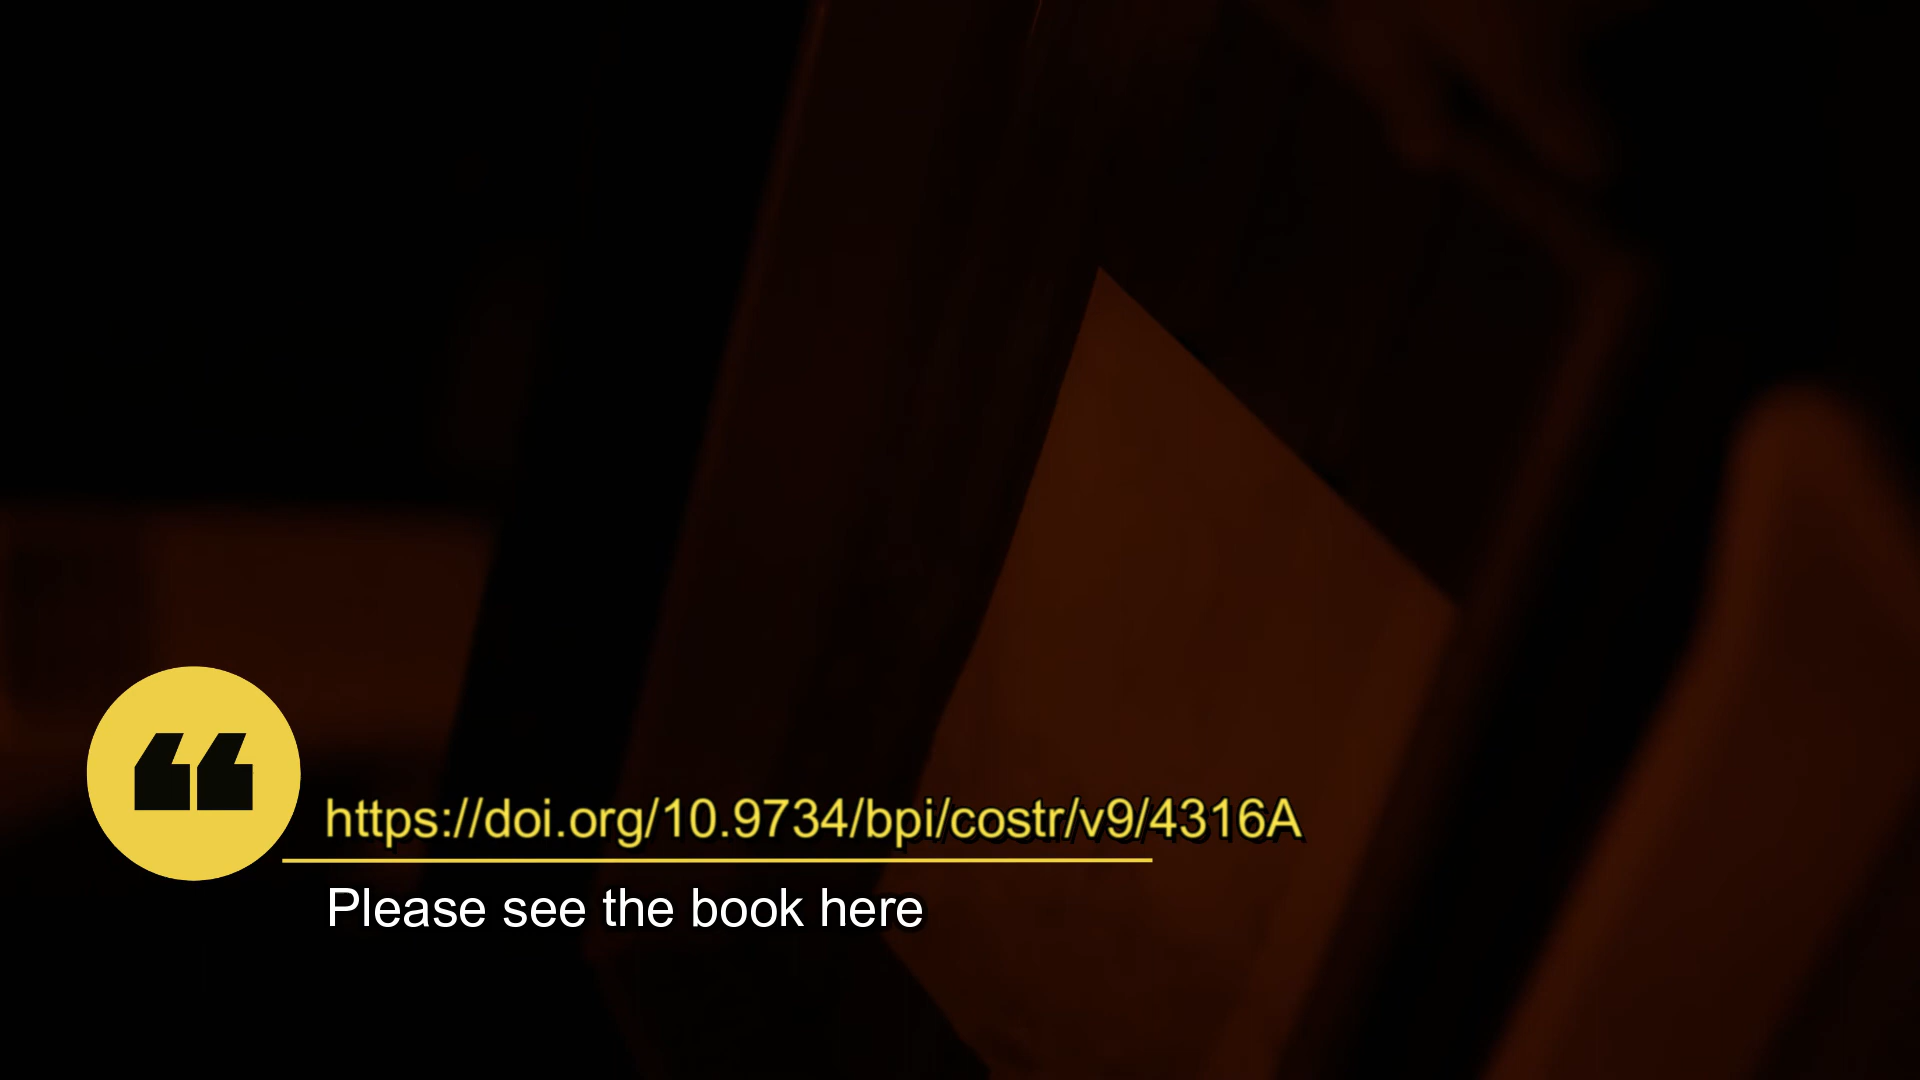 https://doi.org/10.9734/bpi/costr/v9/4316A
Please see the book here